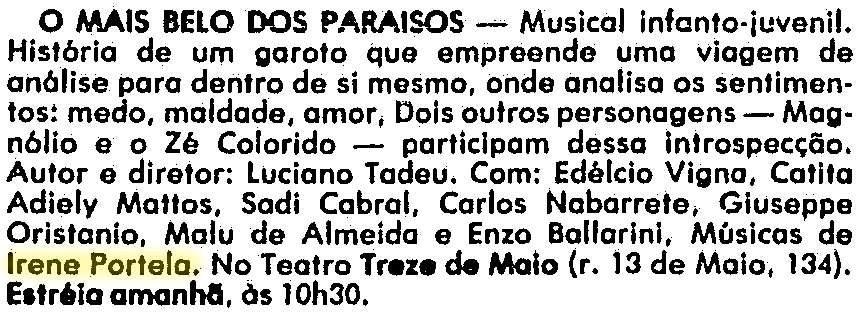 O MAIS BELO DOS PARAISOS — Musical infanto-juvenil.
História de um garoto que empreende uma viagem de
análise para dentro de si mesmo, onde analisa os sentimen-
tos: medo, maldade, amor, Dois outros personagens — Mag-
nólio e o Zé Colorido — participam dessa introspecção.
Autor e diretor: Luciano Tadeu. Com: Edélcio Vigna, Catita
Adiely Mattos, Sadi Cabral, Carlos Nabarrete, Giuseppe
Oristanio, Malu de Almeida e Enzo Ballarini, Músicas de
Irene Portela. No Teatro Treze de Maio (r. 13 de Maio, 134).
Estréia amanhã, às 10h30.